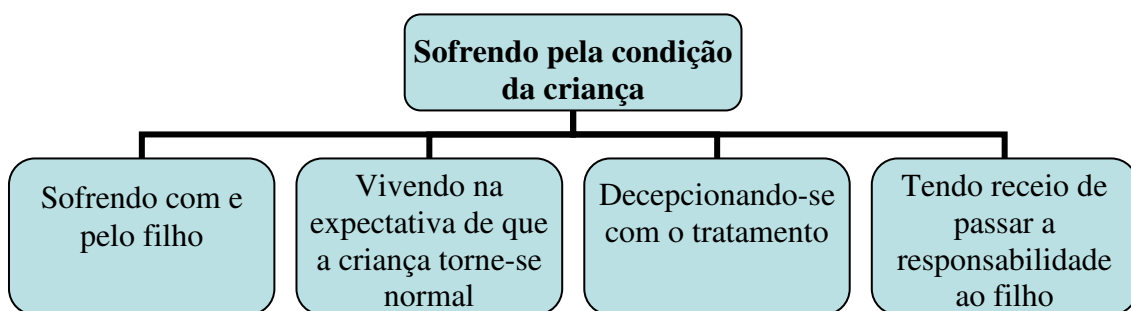 Sofrendo pela condição
da criança
Sofrendo com e
pelo filho
Vivendo na
expectativa de que
a criança torne-se
normal
Decepcionando-se
com o tratamento
Tendo receio de
passar a
responsabilidade
ao filho